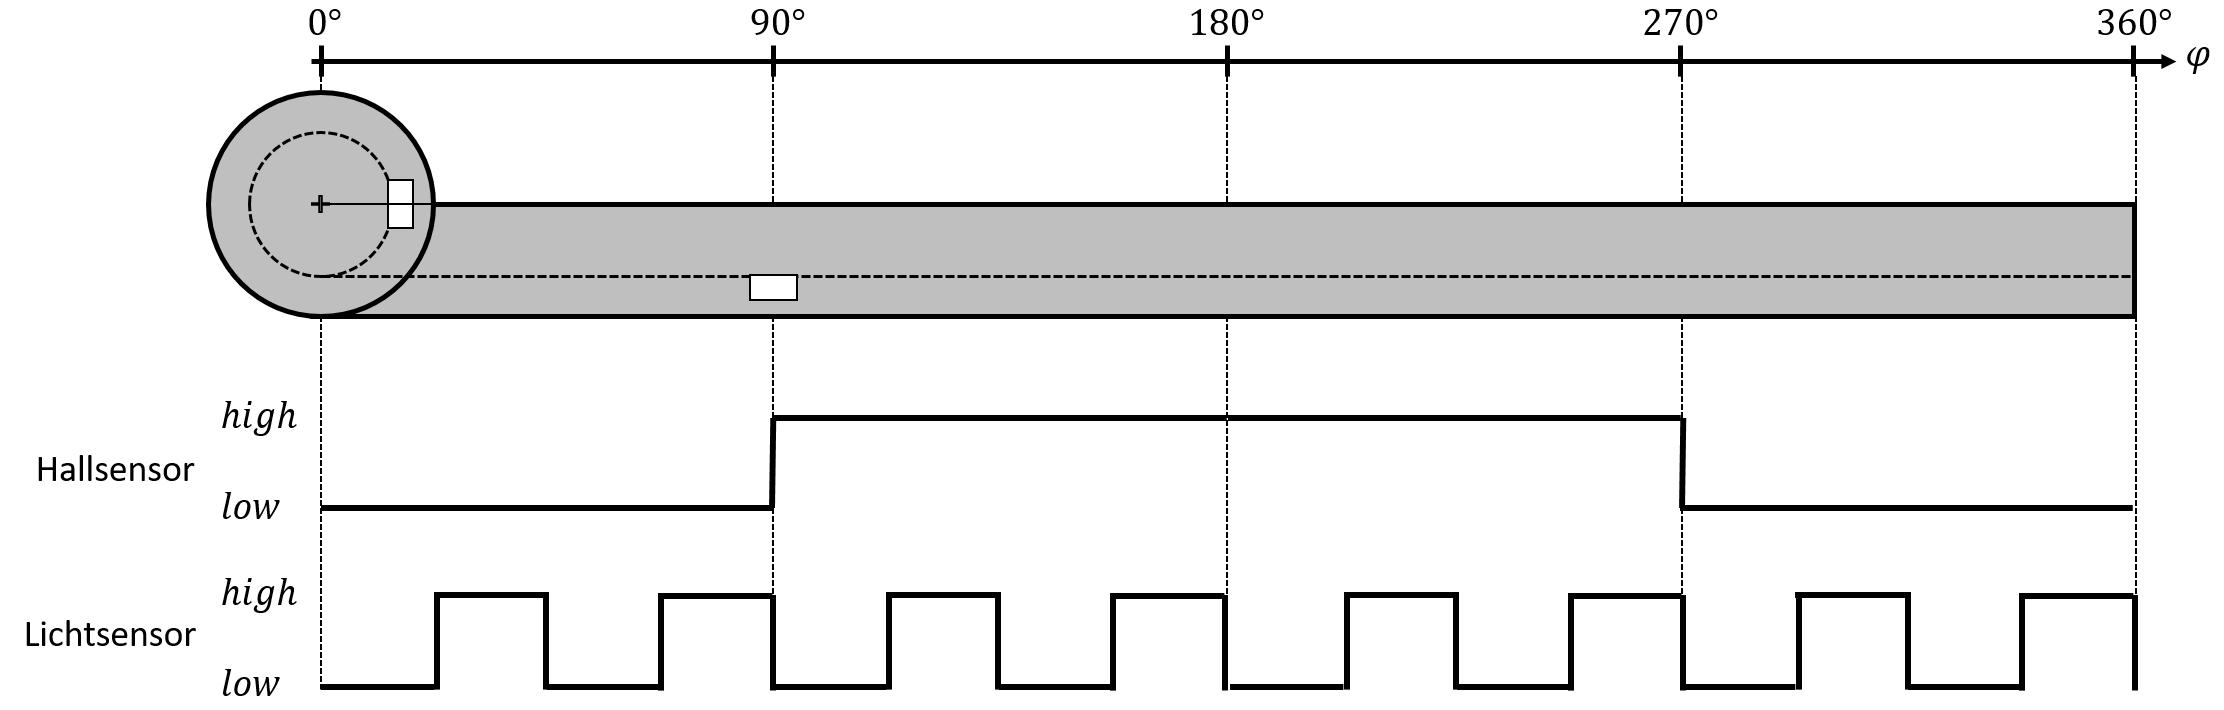 0° 90° 180° 270° 360°
φ
high
Hallsensor
low
high
Lichtsensor
low